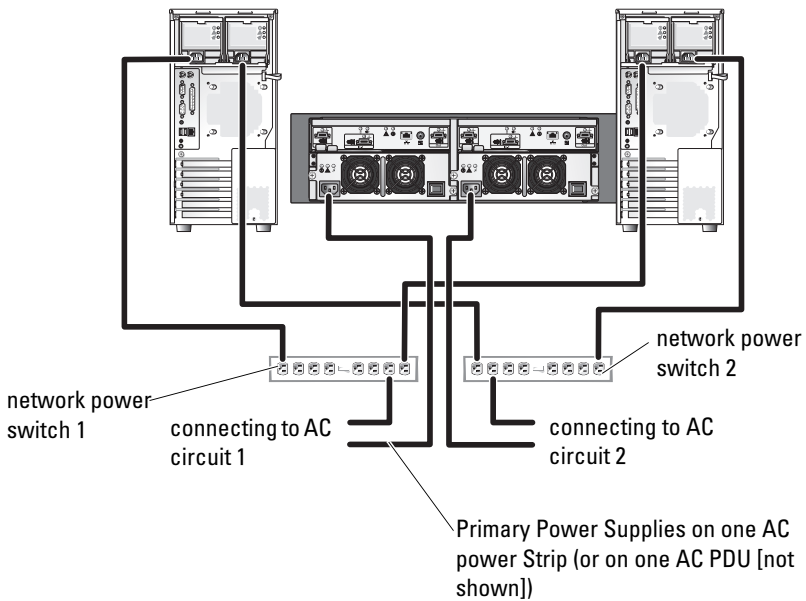 network power
switch 2
network power
switch 1
connecting to AC
circuit 1
connecting to AC
circuit 2
Primary Power Supplies on one AC
power Strip (or on one AC PDU [not
shown])